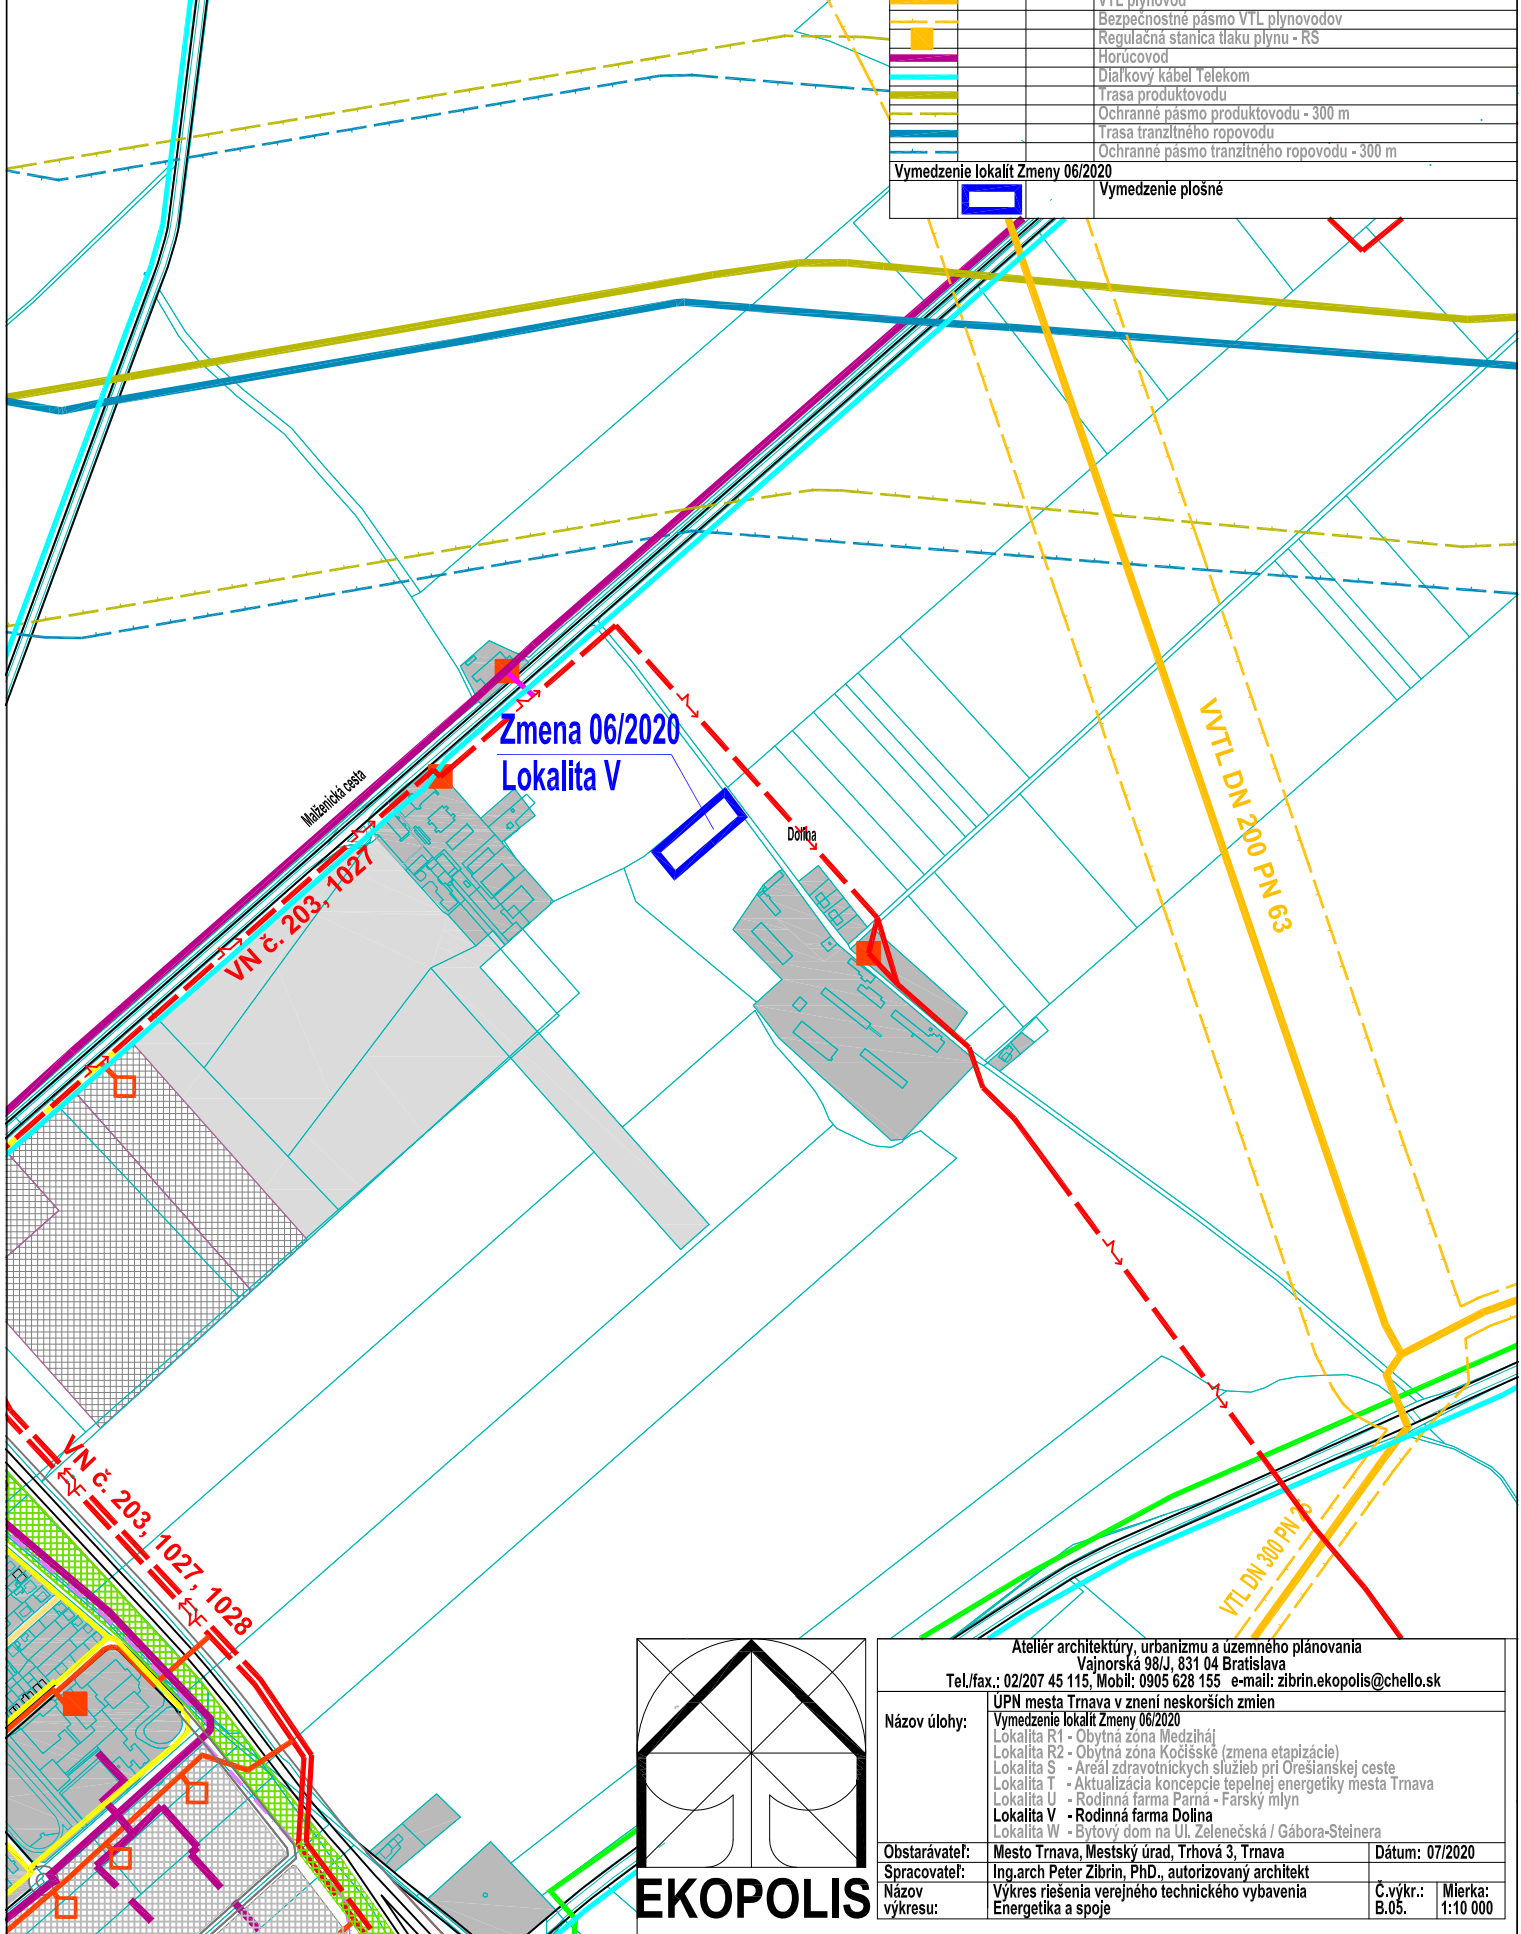 VTL plynovod
Bezpečnostné pásmo VTL plynovodov
Regulačná stanica tlaku plynu - RS
Horúcovod
Diaľkový kábel Telekom
Trasa produktovodu
Ochranné pásmo produktovodu - 300 m
Trasa tranzitného ropovodu
Ochranné pásmo tranzitného ropovodu - 300 m
Vymedzenie lokalít Zmeny 06/2020
Vymedzenie plošné
Zmena 06/2020
Lokalita V
Malženická cesta
Dolina
VN č. 203, 1027
VVTL DN 200 PN 63
VN č. 203, 1027, 1028
VTL DN 300 PN
EKOPOLIS
Ateliér architektúry, urbanizmu a územného plánovania
Vajnorská 98/J, 831 04 Bratislava
Tel./fax.: 02/207 45 115, Mobil: 0905 628 155 e-mail: zibrin.ekopolis@chello.sk
Názov úlohy:
ÚPN mesta Trnava v znení neskorších zmien
Vymedzenie lokalít Zmeny 06/2020
Lokalita R1 - Obytná zóna Medziháj
Lokalita R2 - Obytná zóna Kočišské (zmena etapizácie)
Lokalita S - Areál zdravotníckych služieb pri Orešianskej ceste
Lokalita T - Aktualizácia koncepcie tepelnej energetiky mesta Trnava
Lokalita U - Rodinná farma Parná - Farský mlyn
Lokalita V - Rodinná farma Dolina
Lokalita W - Bytový dom na Ul. Zelenečská / Gábora-Steinera
Obstarávateľ: Mesto Trnava, Mestský úrad, Trhová 3, Trnava Dátum: 07/2020
Spracovateľ: Ing.arch Peter Zibrin, PhD., autorizovaný architekt
Názov výkresu: Výkres riešenia verejného technického vybavenia
Energetika a spoje
Č.výkr.: B.05.
Mierka: 1:10 000